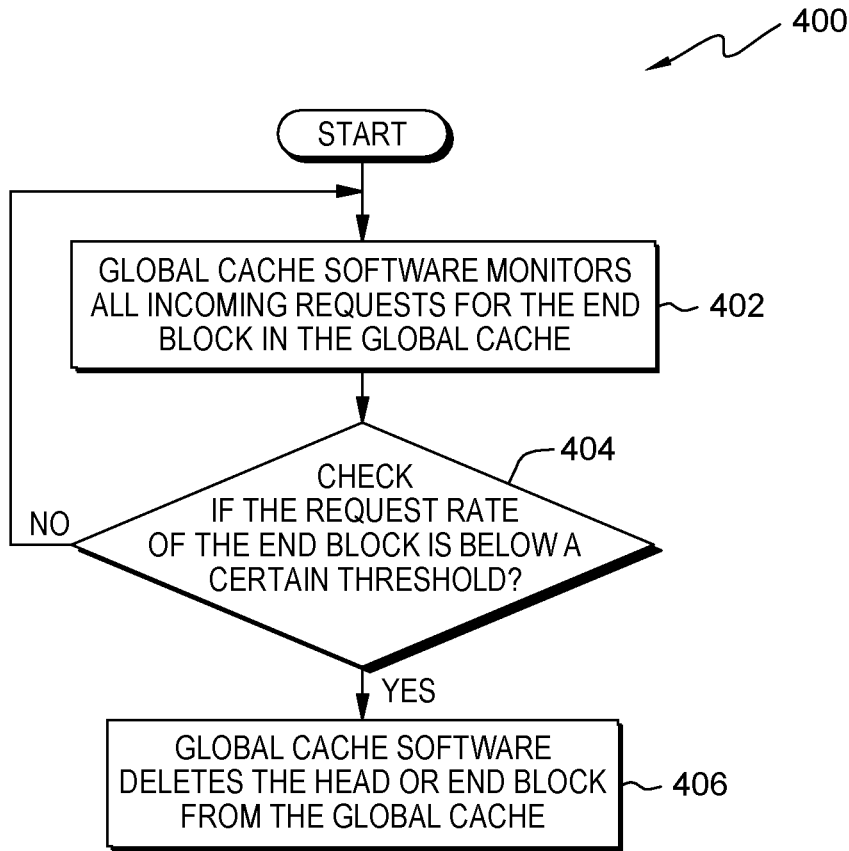 400
START
GLOBAL CACHE SOFTWARE MONITORS
ALL INCOMING REQUESTS FOR THE END
BLOCK IN THE GLOBAL CACHE
402
404
CHECK
IF THE REQUEST RATE
OF THE END BLOCK IS BELOW A
CERTAIN THRESHOLD?
NO
YES
GLOBAL CACHE SOFTWARE
DELETES THE HEAD OR END BLOCK
FROM THE GLOBAL CACHE
406